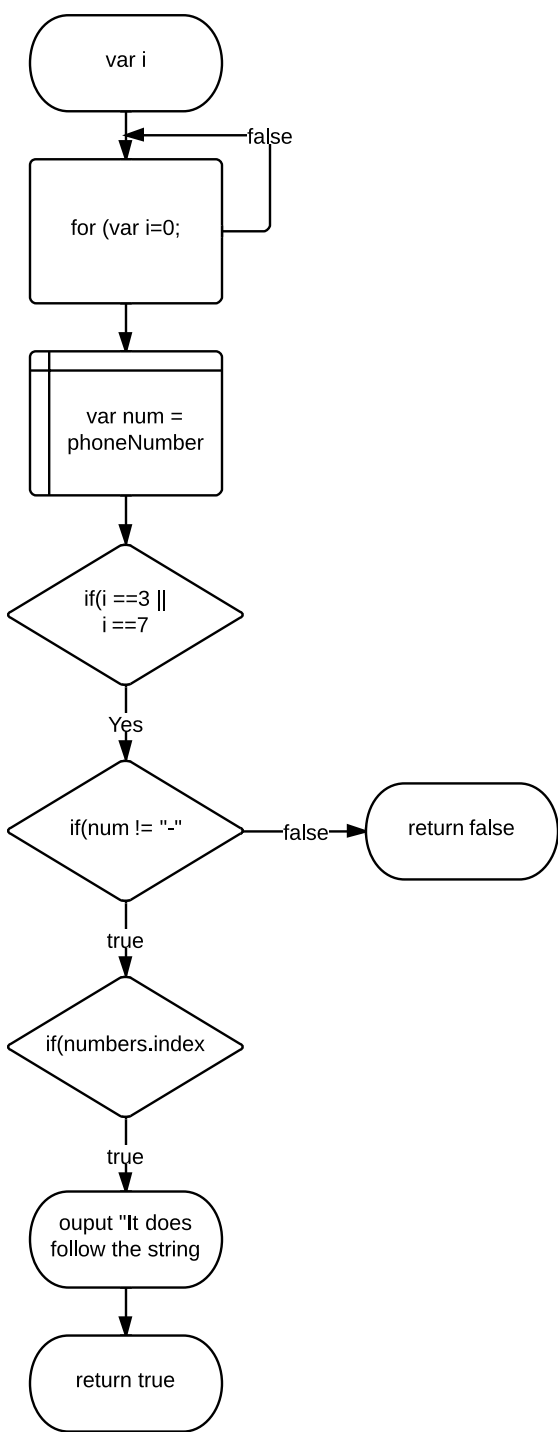 var i
false
for (var i=0;
var num =
phoneNumber
if(i ==3 ||
i ==7
Yes
if(num != "-"
false
return false
true
if(numbers.index
true
ouput "It does
follow the string
return true